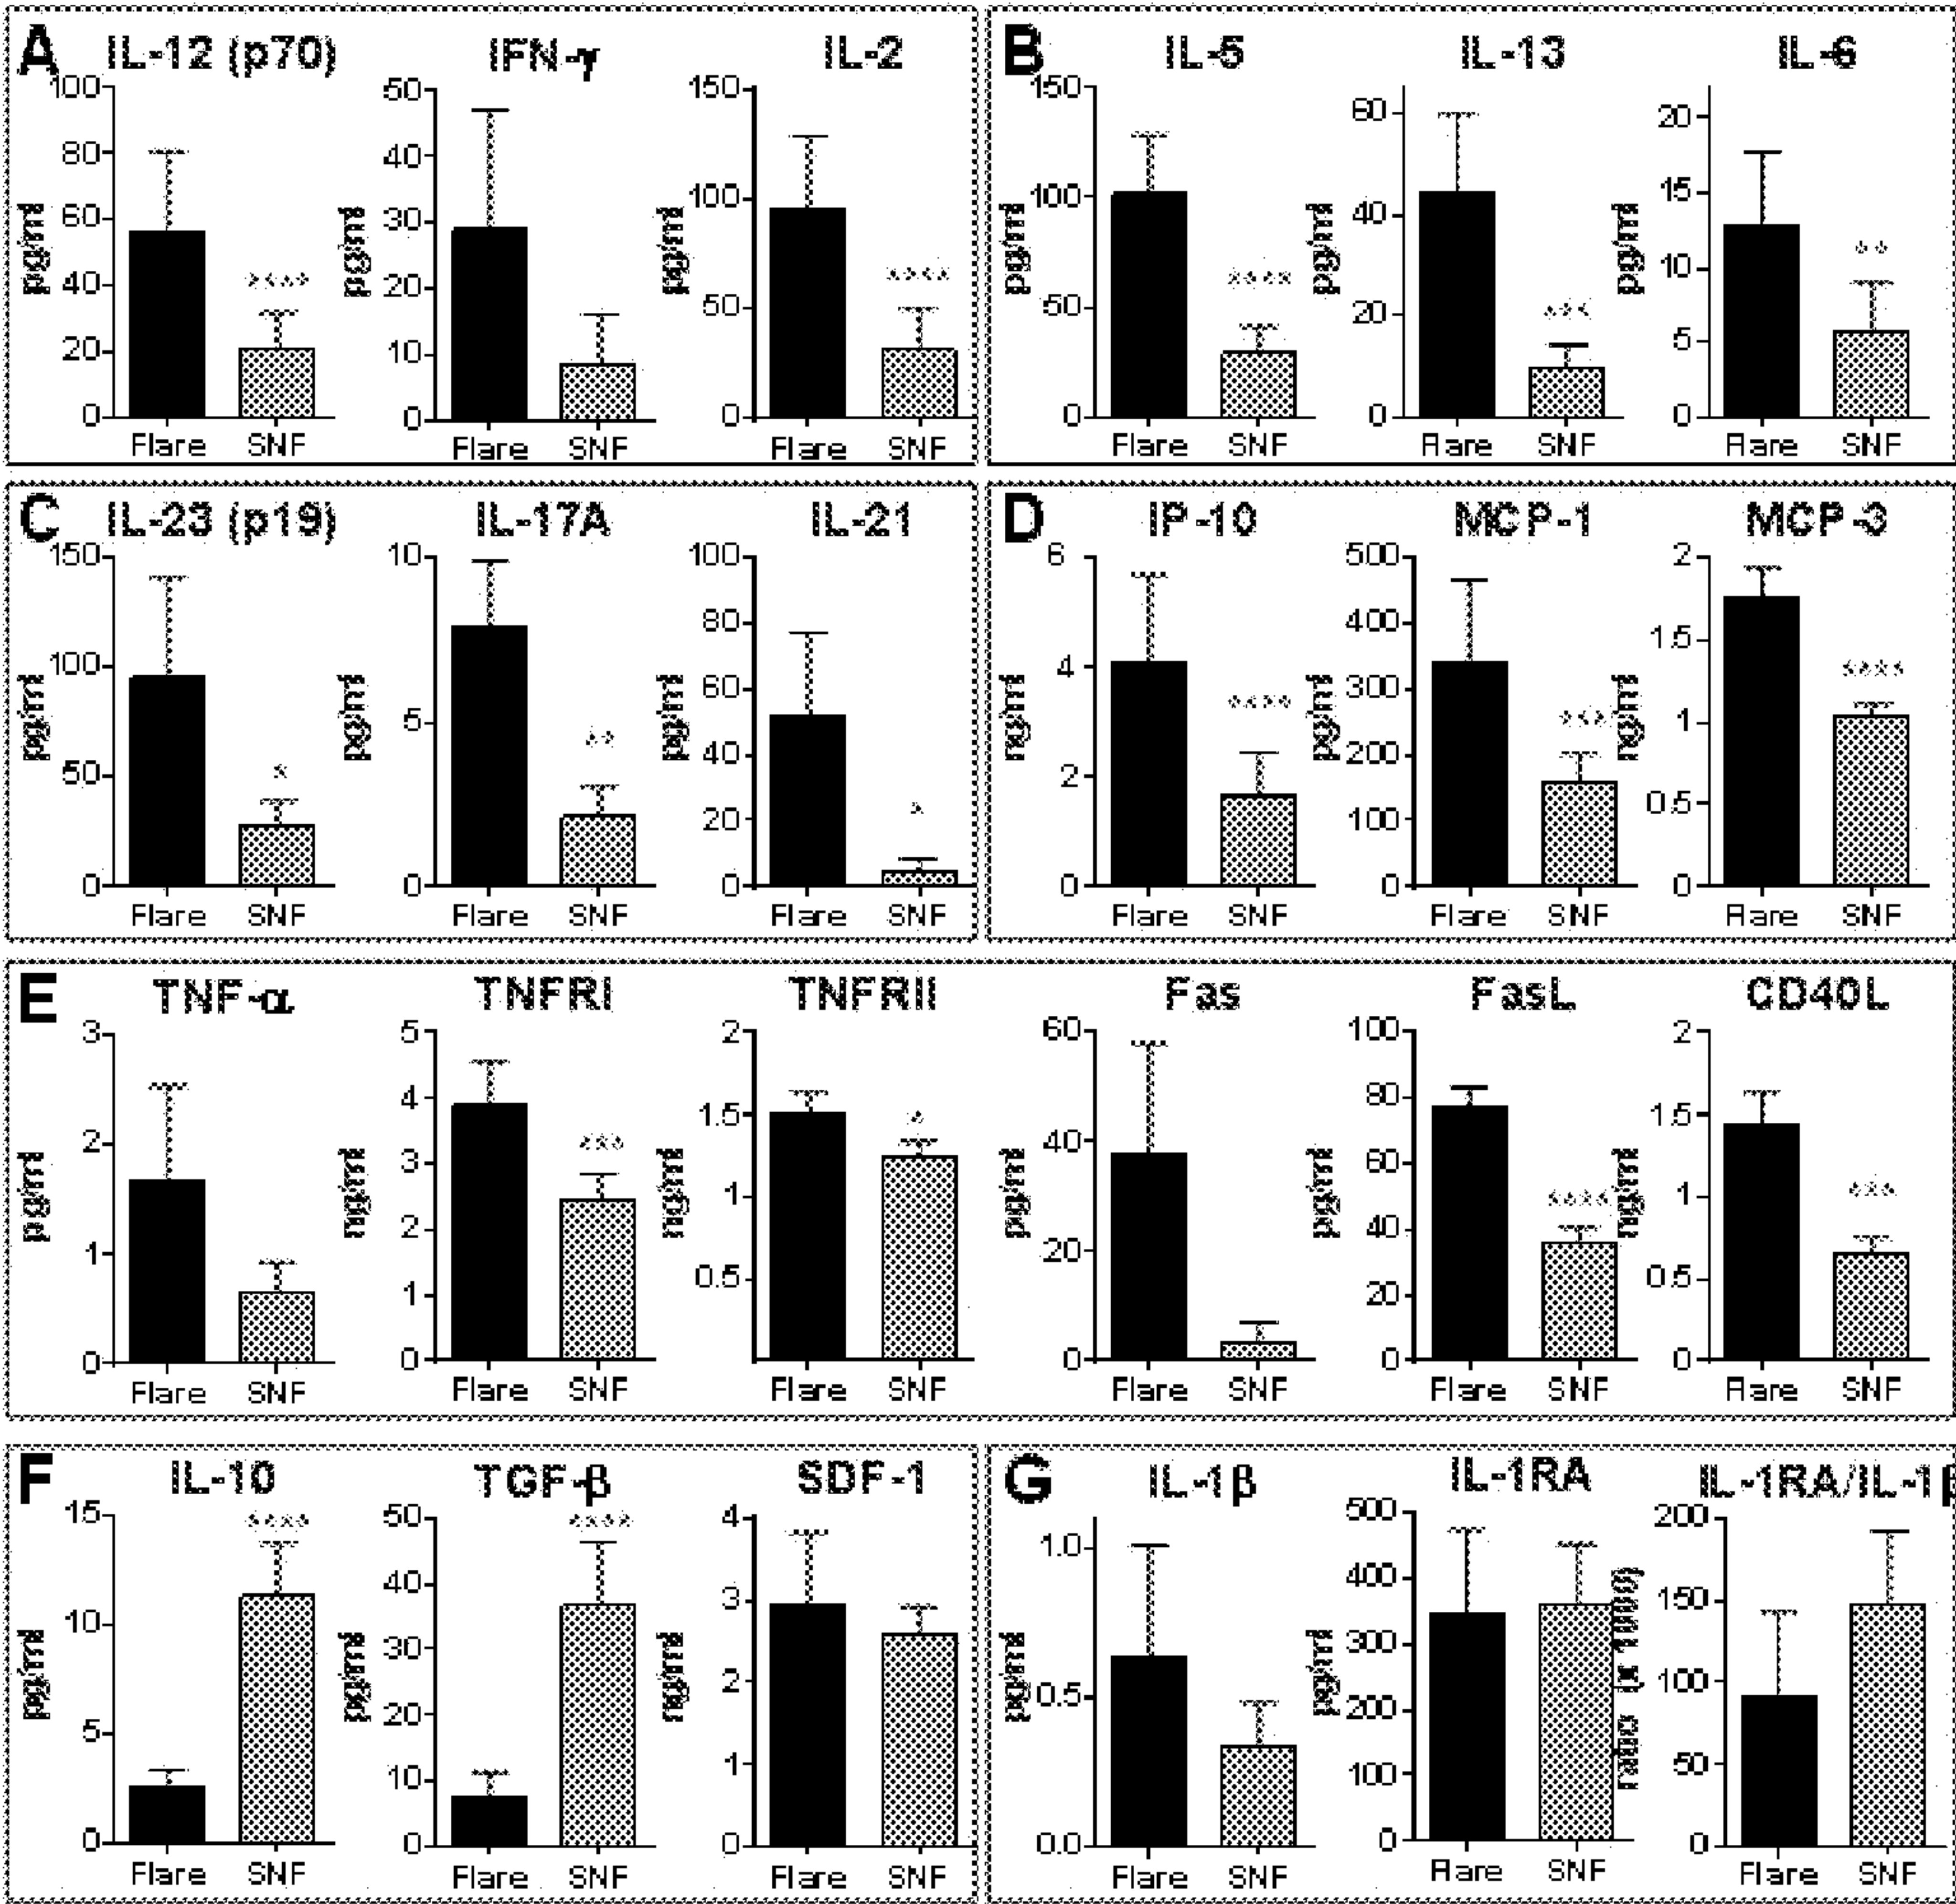 A IL-12 (p70) IFN-γ IL-2 B IL-5 IL-13 IL-6
100 80 60 40 20 0 pg/ml **** Flare SNF
50 40 30 20 10 0 pg/ml Flare SNF
150 100 50 0 pg/ml **** Flare SNF
150 100 50 0 pg/ml **** Flare SNF
60 40 20 0 pg/ml *** Flare SNF
20 15 10 5 0 pg/ml ** Flare SNF
C IL-23 (p19) IL-17A IL-21 D IP-10 MCP-1 MCP-3
150 100 50 0 pg/ml * Flare SNF
10 5 0 pg/ml ** Flare SNF
100 80 60 40 20 0 pg/ml * Flare SNF
6 4 2 0 ng/ml **** Flare SNF
500 400 300 200 100 0 pg/ml Flare SNF
2 1.5 1 0.5 0 ng/ml **** Flare SNF
E TNF-α TNFRI TNFRII Fas FasL CD40L
3 2 1 0 pg/ml Flare SNF
5 4 3 2 1 0 ng/ml *** Flare SNF
2 1.5 1 0.5 ng/ml * Flare SNF
60 40 20 0 pg/ml Flare SNF
100 80 60 40 20 0 pg/ml **** Flare SNF
2 1.5 1 0.5 0 ng/ml *** Flare SNF
F IL-10 TGF-β SDF-1 G IL-1β IL-1RA IL-1RA/IL-1β
15 10 5 0 pg/ml **** Flare SNF
50 40 30 20 10 0 pg/ml **** Flare SNF
4 3 2 1 0 ng/ml Flare SNF
1.0 0.5 0.0 pg/ml Flare SNF
500 400 300 200 100 0 pg/ml Flare SNF
200 150 100 50 0 Flare SNF